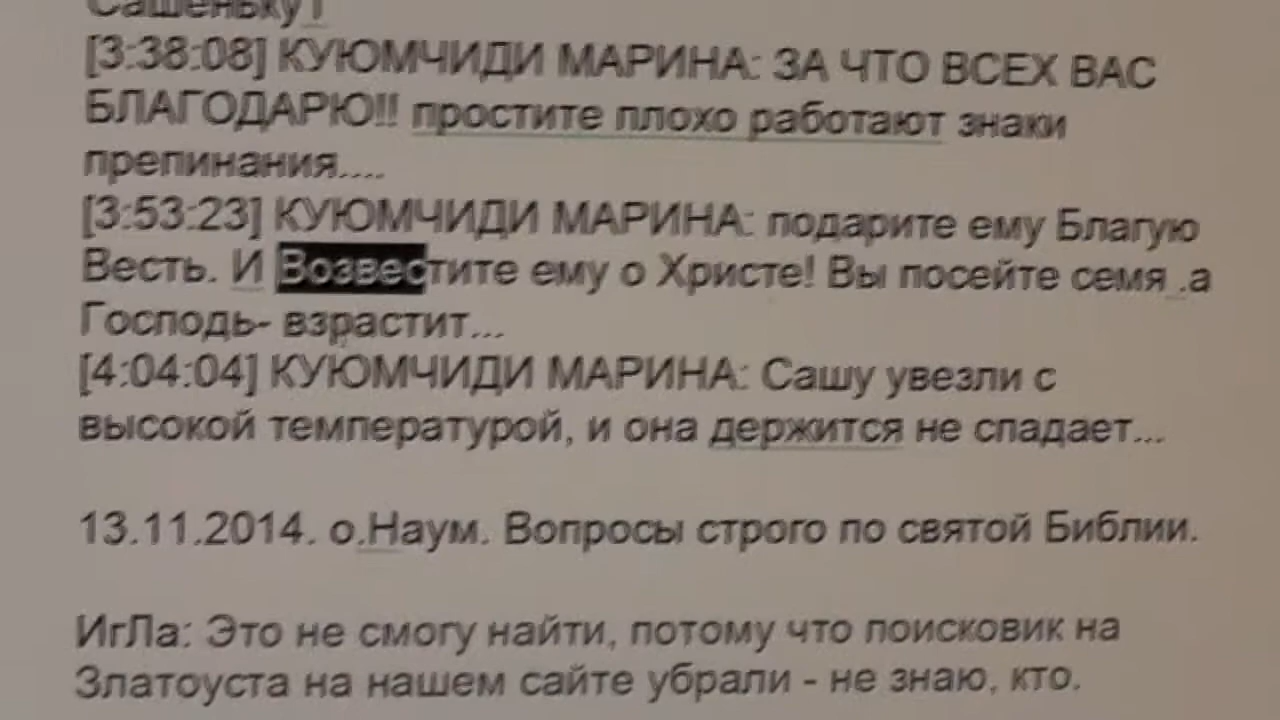 Сашеньку1
[3:38:08] КУЮМЧИДИ МАРИНА: ЗА ЧТО ВСЕХ ВАС
БЛАГОДАРЮ!! простите плохо работают знаки
препинания....
[3:53:23] КУЮМЧИДИ МАРИНА: подарите ему Благую
Весть. И Возвестите ему о Христе! Вы посейте семя .а
Господь- взрастит...
[4:04:04] КУЮМЧИДИ МАРИНА: Сашу увезли с
высокой температурой, и она держится не спадает...
13.11.2014. о.Наум. Вопросы строго по святой Библии.
ИгЛа: Это не смогу найти, потому что поисковик на
Златоуста на нашем сайте убрали - не знаю, кто.